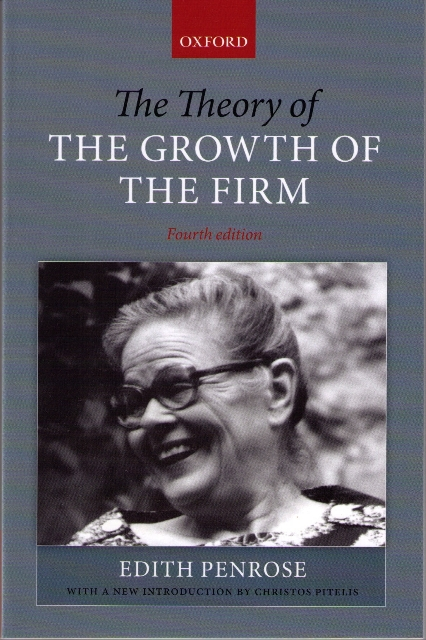 OXFORD
The Theory of
THE GROWTH OF
THE FIRM
Fourth edition
EDITH PENROSE
WITH A NEW INTRODUCTION BY CHRISTOS PITELIS